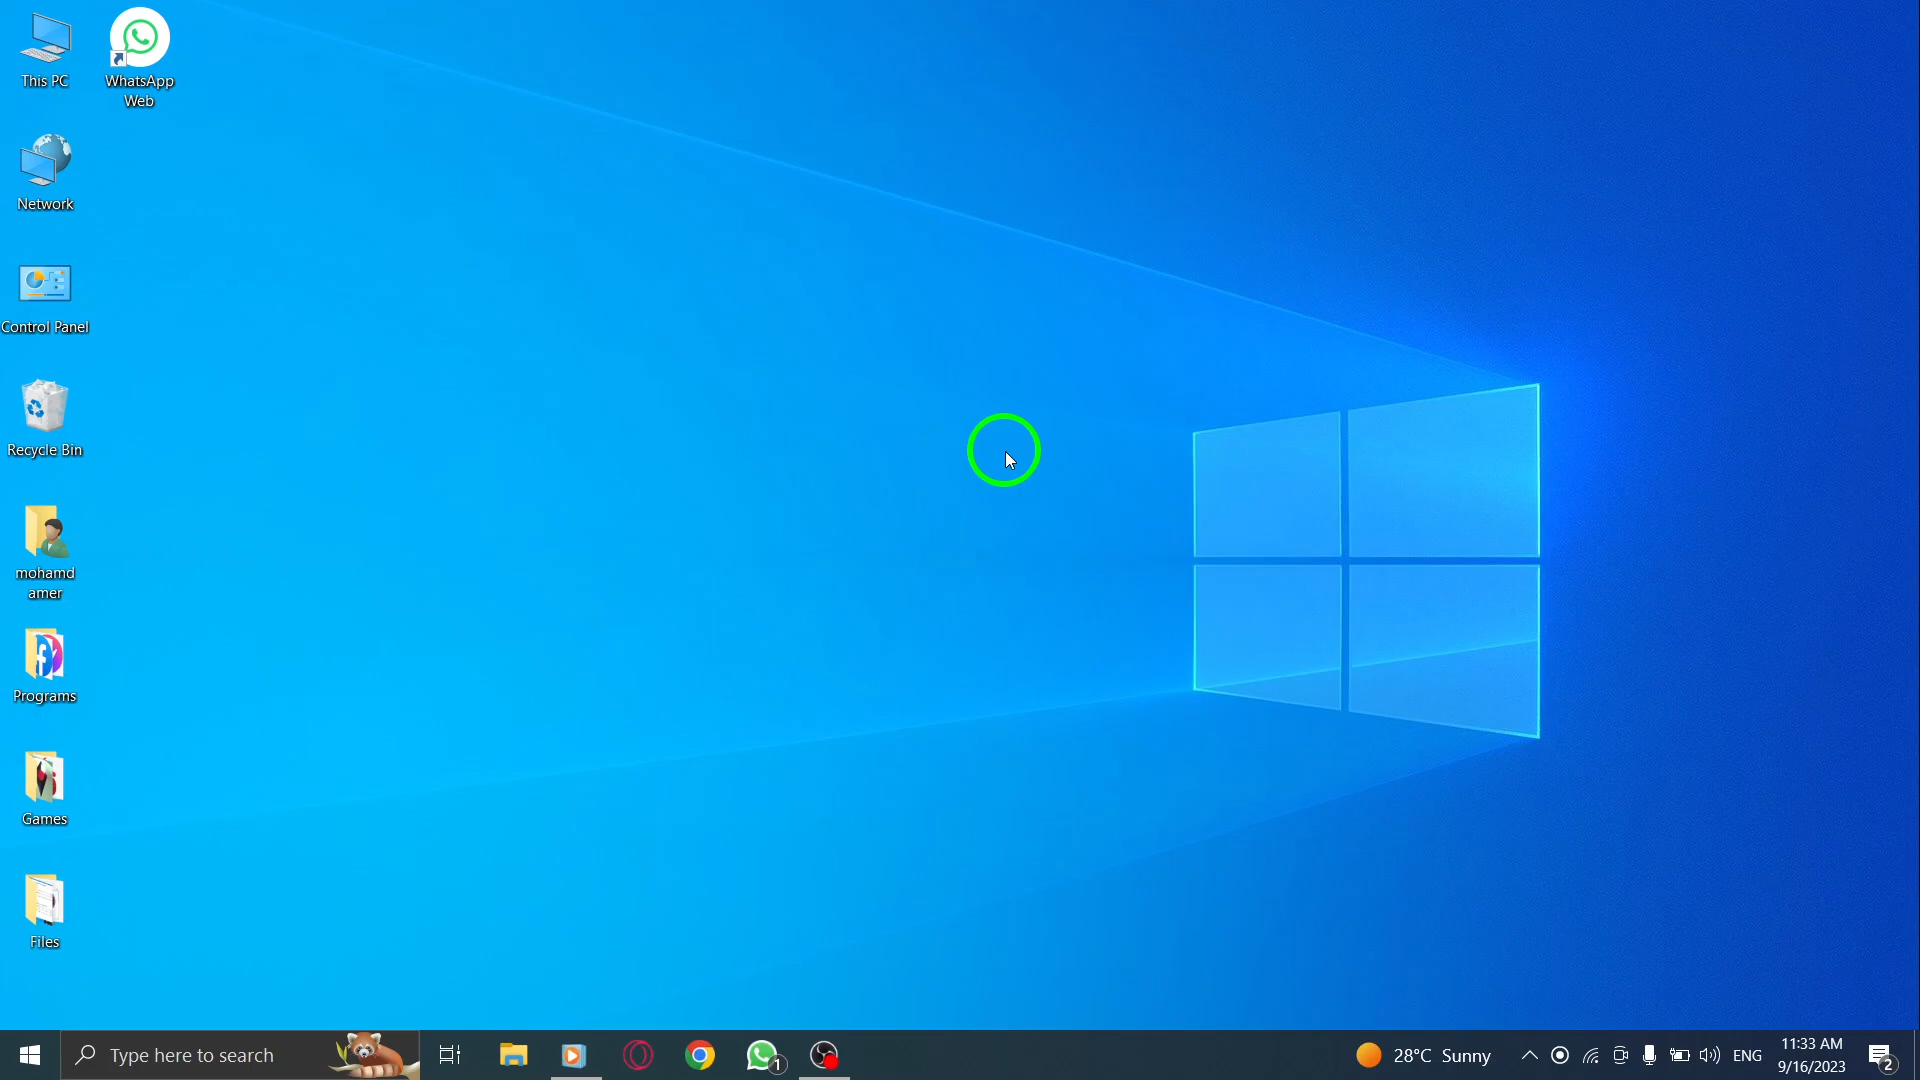 This PC
WhatsApp
Web
Network
Control Panel
Recycle Bin
mohamd
amer
Programs
Games
Files
Type here to search
1
28°C Sunny
ENG
11:33 AM
9/16/2023
2